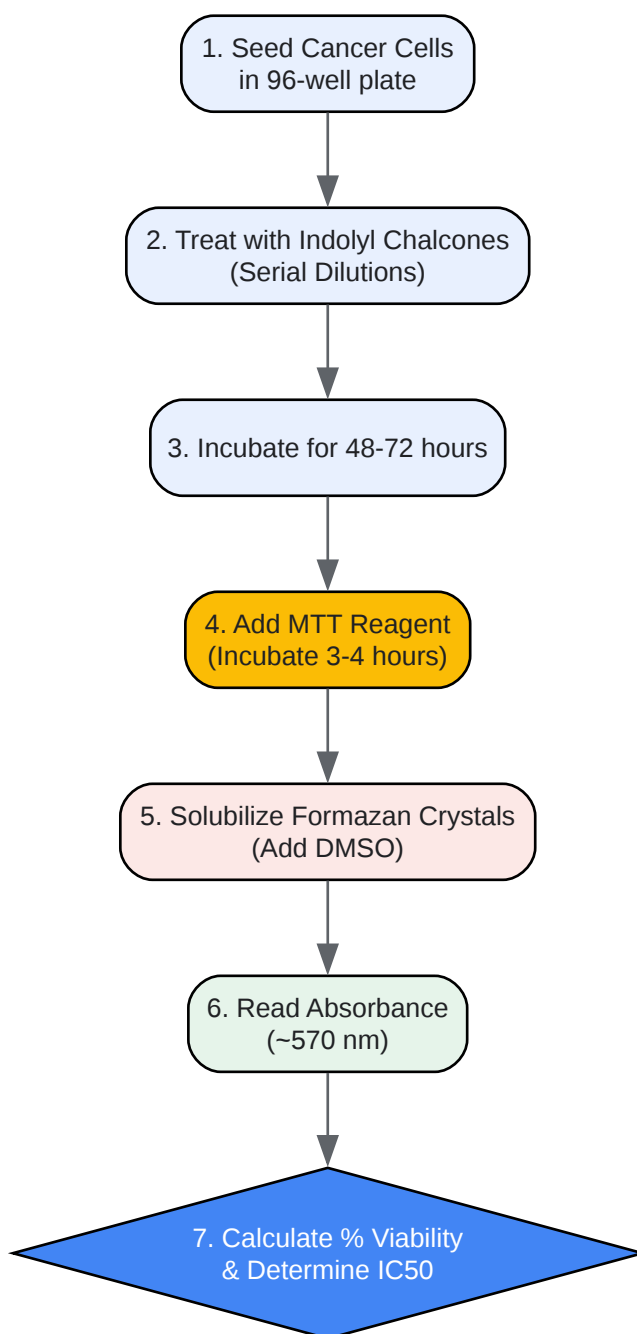 1. Seed Cancer Cells
in 96-well plate
2. Treat with Indolyl Chalcones
(Serial Dilutions)
3. Incubate for 48-72 hours
4. Add MTT Reagent
(Incubate 3-4 hours)
5. Solubilize Formazan Crystals
(Add DMSO)
6. Read Absorbance
(~570 nm)
7. Calculate % Viability
& Determine IC50